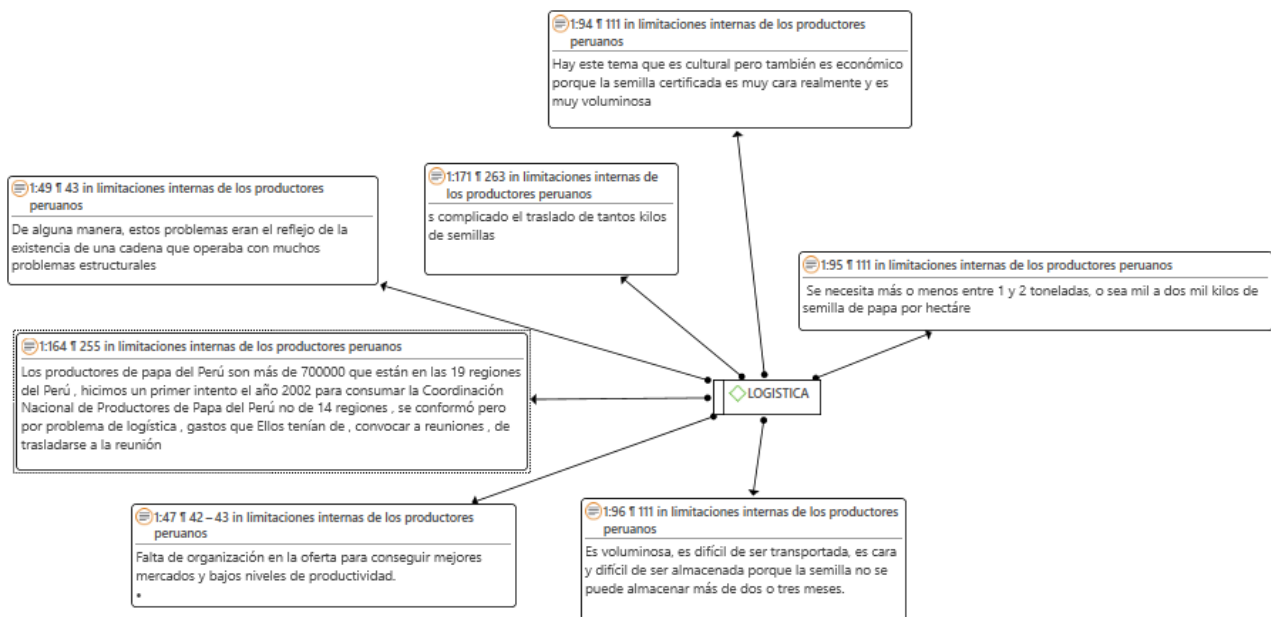 1:94 ¶ 111 in limitaciones internas de los productores
peruanos
Hay este tema que es cultural pero también es económico
porque la semilla certificada es muy cara realmente y es
muy voluminosa
1:171 ¶ 263 in limitaciones internas de
los productores peruanos
s complicado el traslado de tantos kilos
de semillas
1:49 ¶ 43 in limitaciones internas de los productores
peruanos
De alguna manera, estos problemas eran el reflejo de la
existencia de una cadena que operaba con muchos
problemas estructurales
1:95 ¶ 111 in limitaciones internas de los productores peruanos
Se necesita más o menos entre 1 y 2 toneladas, o sea mil a dos mil kilos de
semilla de papa por hectáre
1:164 ¶ 255 in limitaciones internas de los productores peruanos
Los productores de papa del Perú son más de 700000 que están en las 19 regiones
del Perú , hicimos un primer intento el año 2002 para consumar la Coordinación
Nacional de Productores de Papa del Perú no de 14 regiones , se conformó pero
por problema de logística , gastos que Ellos tenían de , convocar a reuniones , de
trasladarse a la reunión
LOGISTICA
1:47 ¶ 42 – 43 in limitaciones internas de los productores
peruanos
Falta de organización en la oferta para conseguir mejores
mercados y bajos niveles de productividad.
•
1:96 ¶ 111 in limitaciones internas de los productores
peruanos
Es voluminosa, es difícil de ser transportada, es cara
y difícil de ser almacenada porque la semilla no se
puede almacenar más de dos o tres meses.